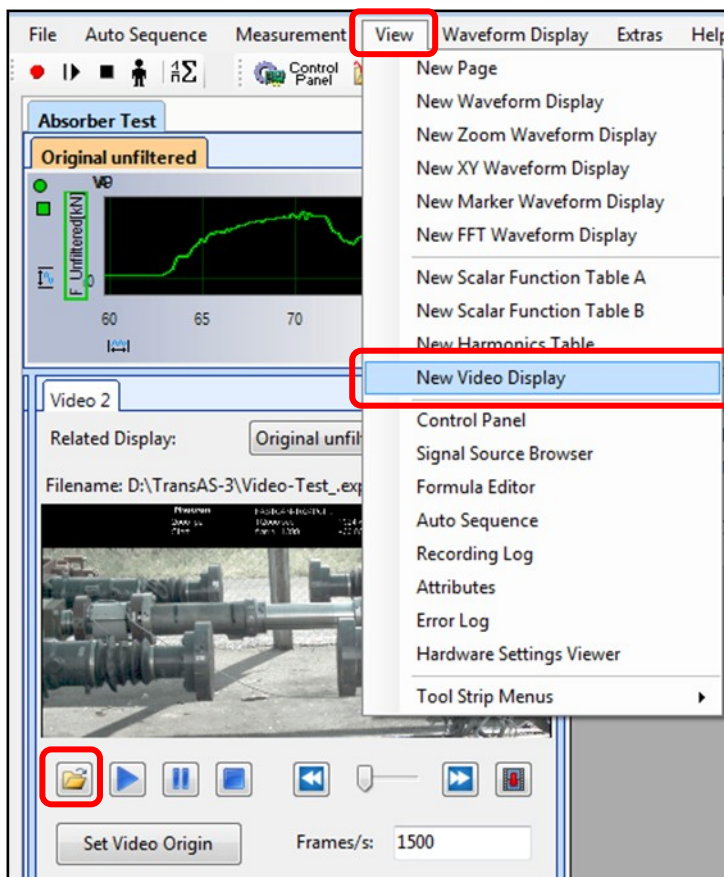 File Auto Sequence Measurement View Waveform Display Extras Help
Control Panel
Absorber Test
Original unfiltered
F_Unfiltered[kN]
0
60 65 70
Video 2
Related Display: Original unfil
Filename: D:\TransAS-3\Video-Test_.exp
Set Video Origin Frames/s: 1500
New Page
New Waveform Display
New Zoom Waveform Display
New XY Waveform Display
New Marker Waveform Display
New FFT Waveform Display
New Scalar Function Table A
New Scalar Function Table B
New Harmonics Table
New Video Display
Control Panel
Signal Source Browser
Formula Editor
Auto Sequence
Recording Log
Attributes
Error Log
Hardware Settings Viewer
Tool Strip Menus